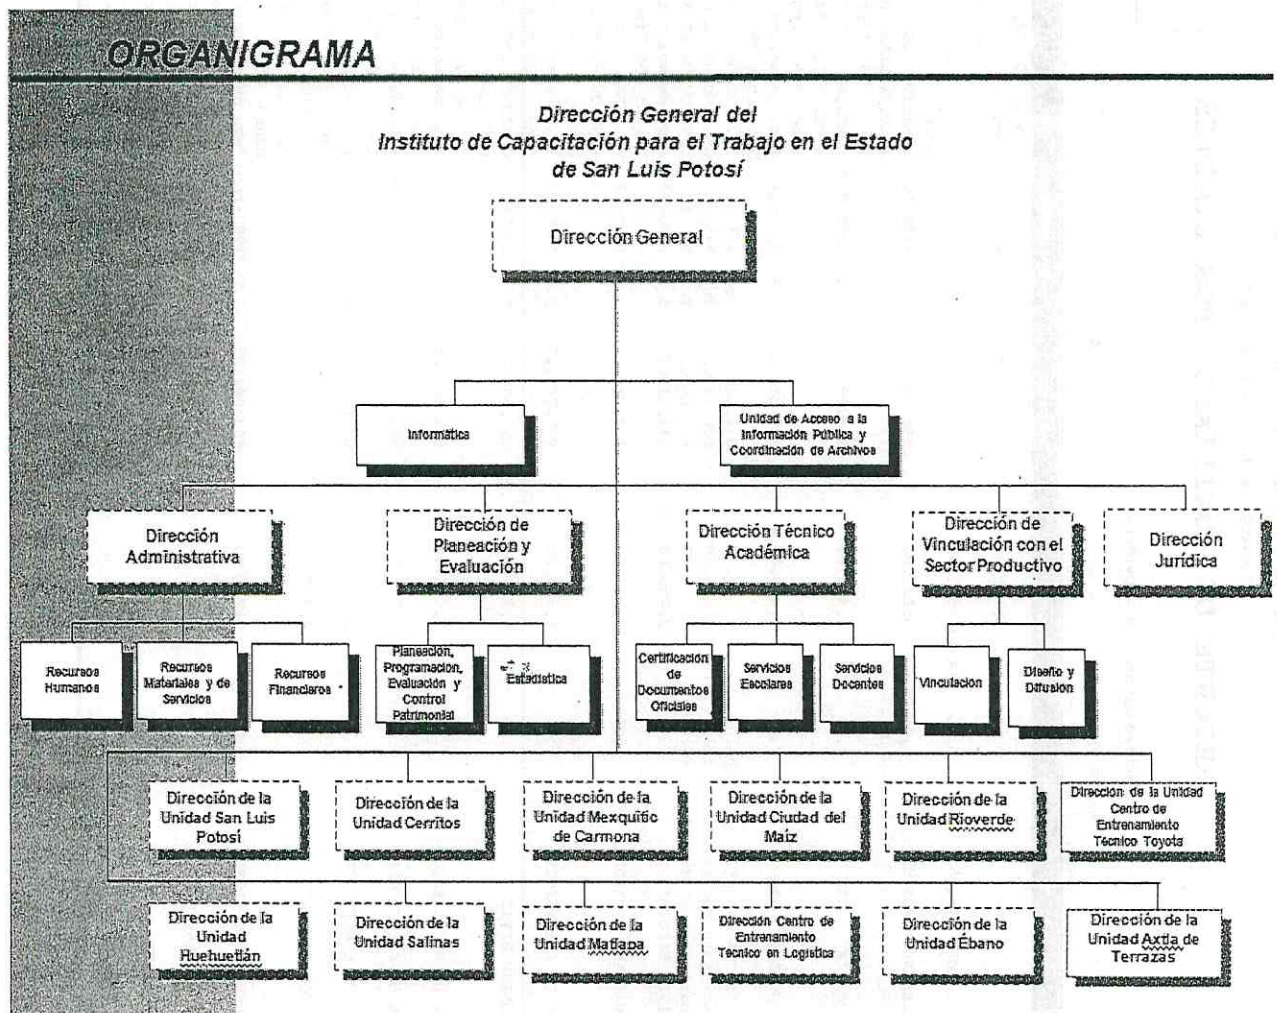 ORGANIGRAMA
Dirección General del
Instituto de Capacitación para el Trabajo en el Estado
de San Luis Potosí
Dirección General
Informática
Unidad de Acceso a la
Información Pública y
Coordinación de Archivos
Dirección
Administrativa
Dirección de
Planeación y
Evaluación
Dirección Técnico
Académica
Dirección de
Vinculación con el
Sector Productivo
Dirección
Jurídica
Recursos
Humanos
Recursos
Materiales y de
Servicios
Recursos
Financieros
Planeación,
Programación,
Evaluación y
Control
Patrimonial
Estadística
Certificación
de
Documentos
Oficiales
Servicios
Escolares
Servicios
Docentes
Vinculación
Diseño y
Difusión
Dirección de la
Unidad San Luis
Potosí
Dirección de la
Unidad Cerritos
Dirección de la
Unidad Mexquitic
de Carmona
Dirección de la
Unidad Ciudad del
Maíz
Dirección de la
Unidad Rioverde
Dirección de la Unidad
Centro de
Entrenamiento
Técnico Toyota
Dirección de la
Unidad
Huehuetlán
Dirección de la
Unidad Salinas
Dirección de la
Unidad Matlapa
Dirección Centro de
Entrenamiento
Técnico en Logística
Dirección de la
Unidad Ébano
Dirección de la
Unidad Axtla de
Terrazas